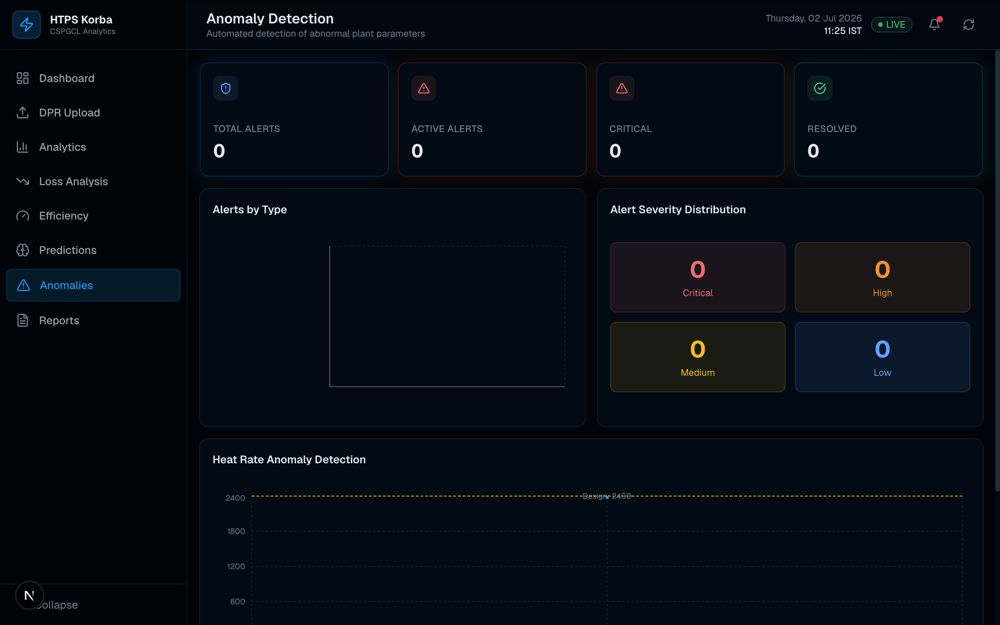 HTPS Korba
CSPGCL Analytics
Dashboard
DPR Upload
Analytics
Loss Analysis
Efficiency
Predictions
Anomalies
Reports
N
ollapse
Anomaly Detection
Automated detection of abnormal plant parameters
Thursday, 02 Jul 2026
11:25 IST
LIVE
TOTAL ALERTS
0
ACTIVE ALERTS
0
CRITICAL
0
RESOLVED
0
Alerts by Type
Alert Severity Distribution
0
Critical
0
High
0
Medium
0
Low
Heat Rate Anomaly Detection
Design: 2400
2400
1800
1200
600